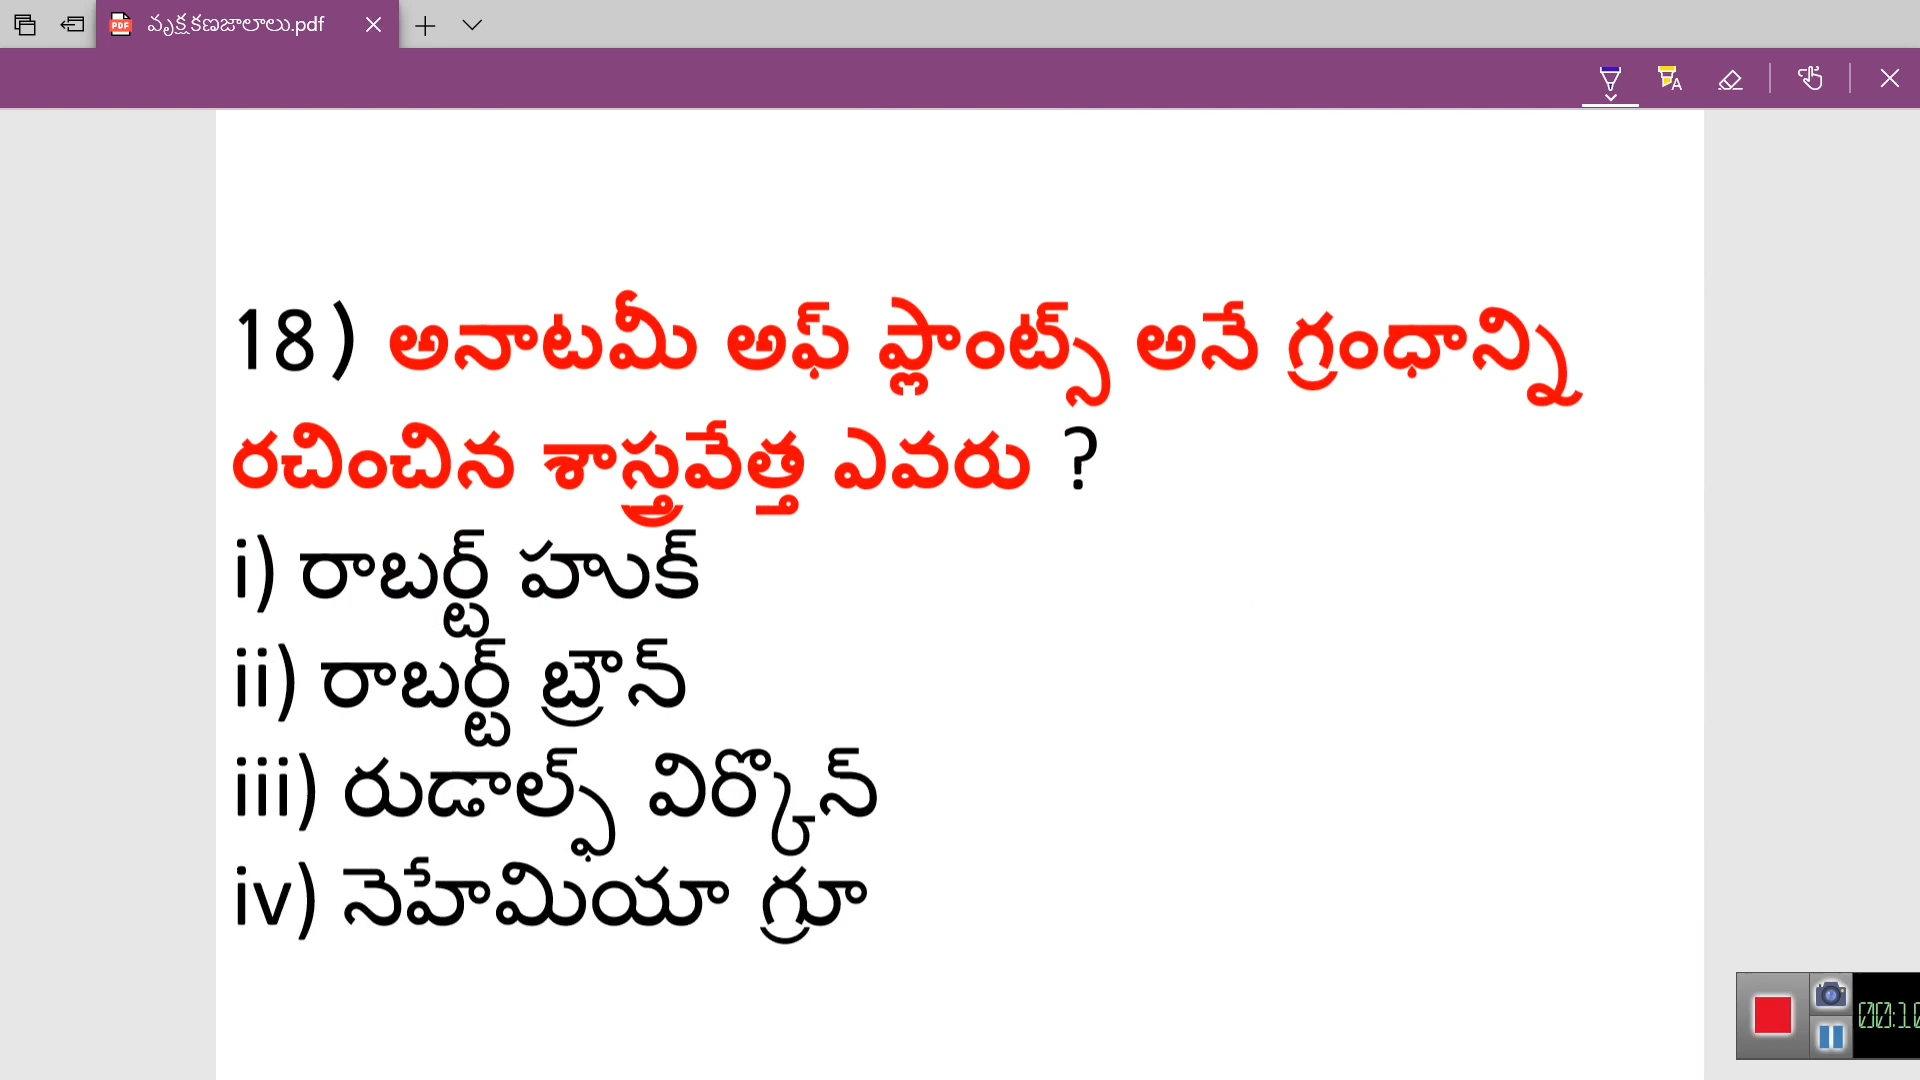 వృక్షకణజాలాలు.pdf
18) అనాటమీ అఫ్ ప్లాంట్స్ అనే గ్రంధాన్ని
రచించిన శాస్త్రవేత్త ఎవరు ?
i) రాబర్ట్ హుక్
ii) రాబర్ట్ బ్రౌన్
iii) రుడాల్ఫ్ విర్కొన్
iv) నెహేమియా గ్రూ